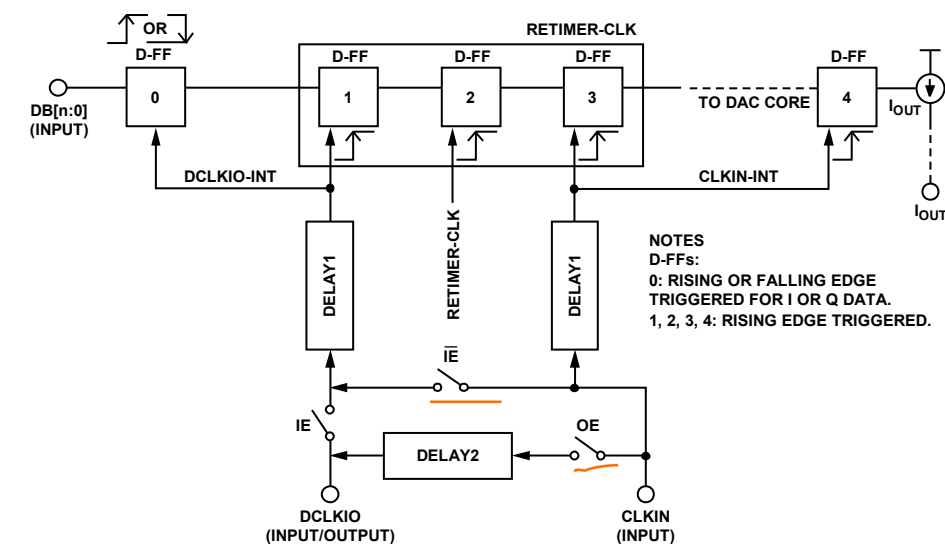 OR
RETIMER-CLK
D-FF
D-FF
D-FF
D-FF
D-FF
0
1
2
3
4
DB[n:0]
(INPUT)
TO DAC CORE
IOUT
DCLKIO-INT
CLKIN-INT
IOUT
DELAY1
RETIMER-CLK
DELAY1
NOTES
D-FFs:
0: RISING OR FALLING EDGE
TRIGGERED FOR I OR Q DATA.
1, 2, 3, 4: RISING EDGE TRIGGERED.
I̅E̅
IE
OE
DELAY2
DCLKIO
(INPUT/OUTPUT)
CLKIN
(INPUT)